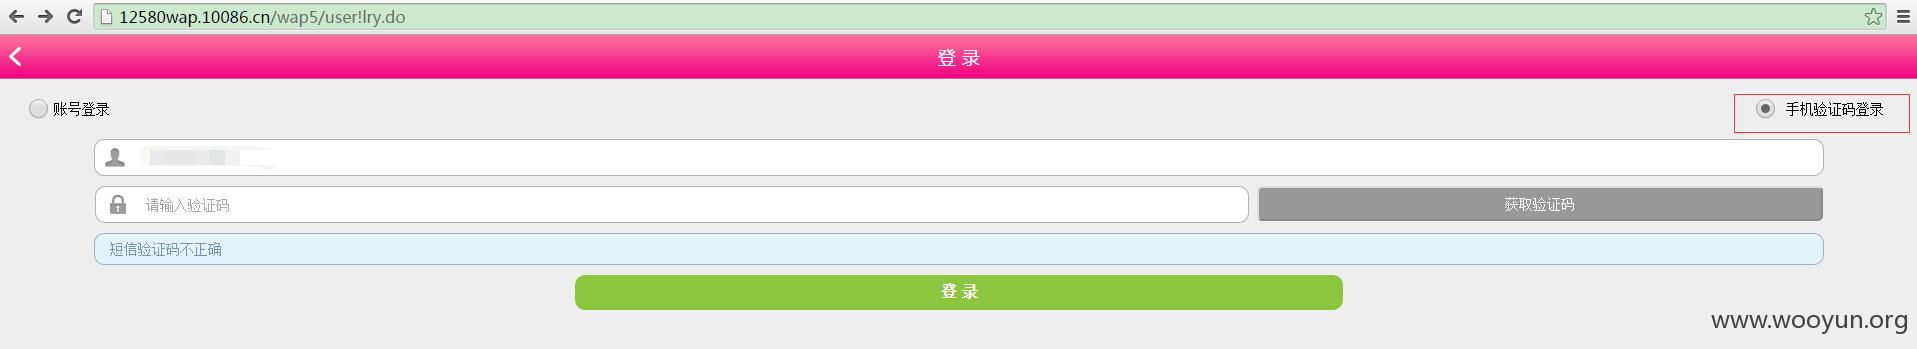 12580wap.10086.cn/wap5/user!lry.do
登 录
账号登录
手机验证码登录
请输入验证码
获取验证码
短信验证码不正确
登 录
www.wooyun.org